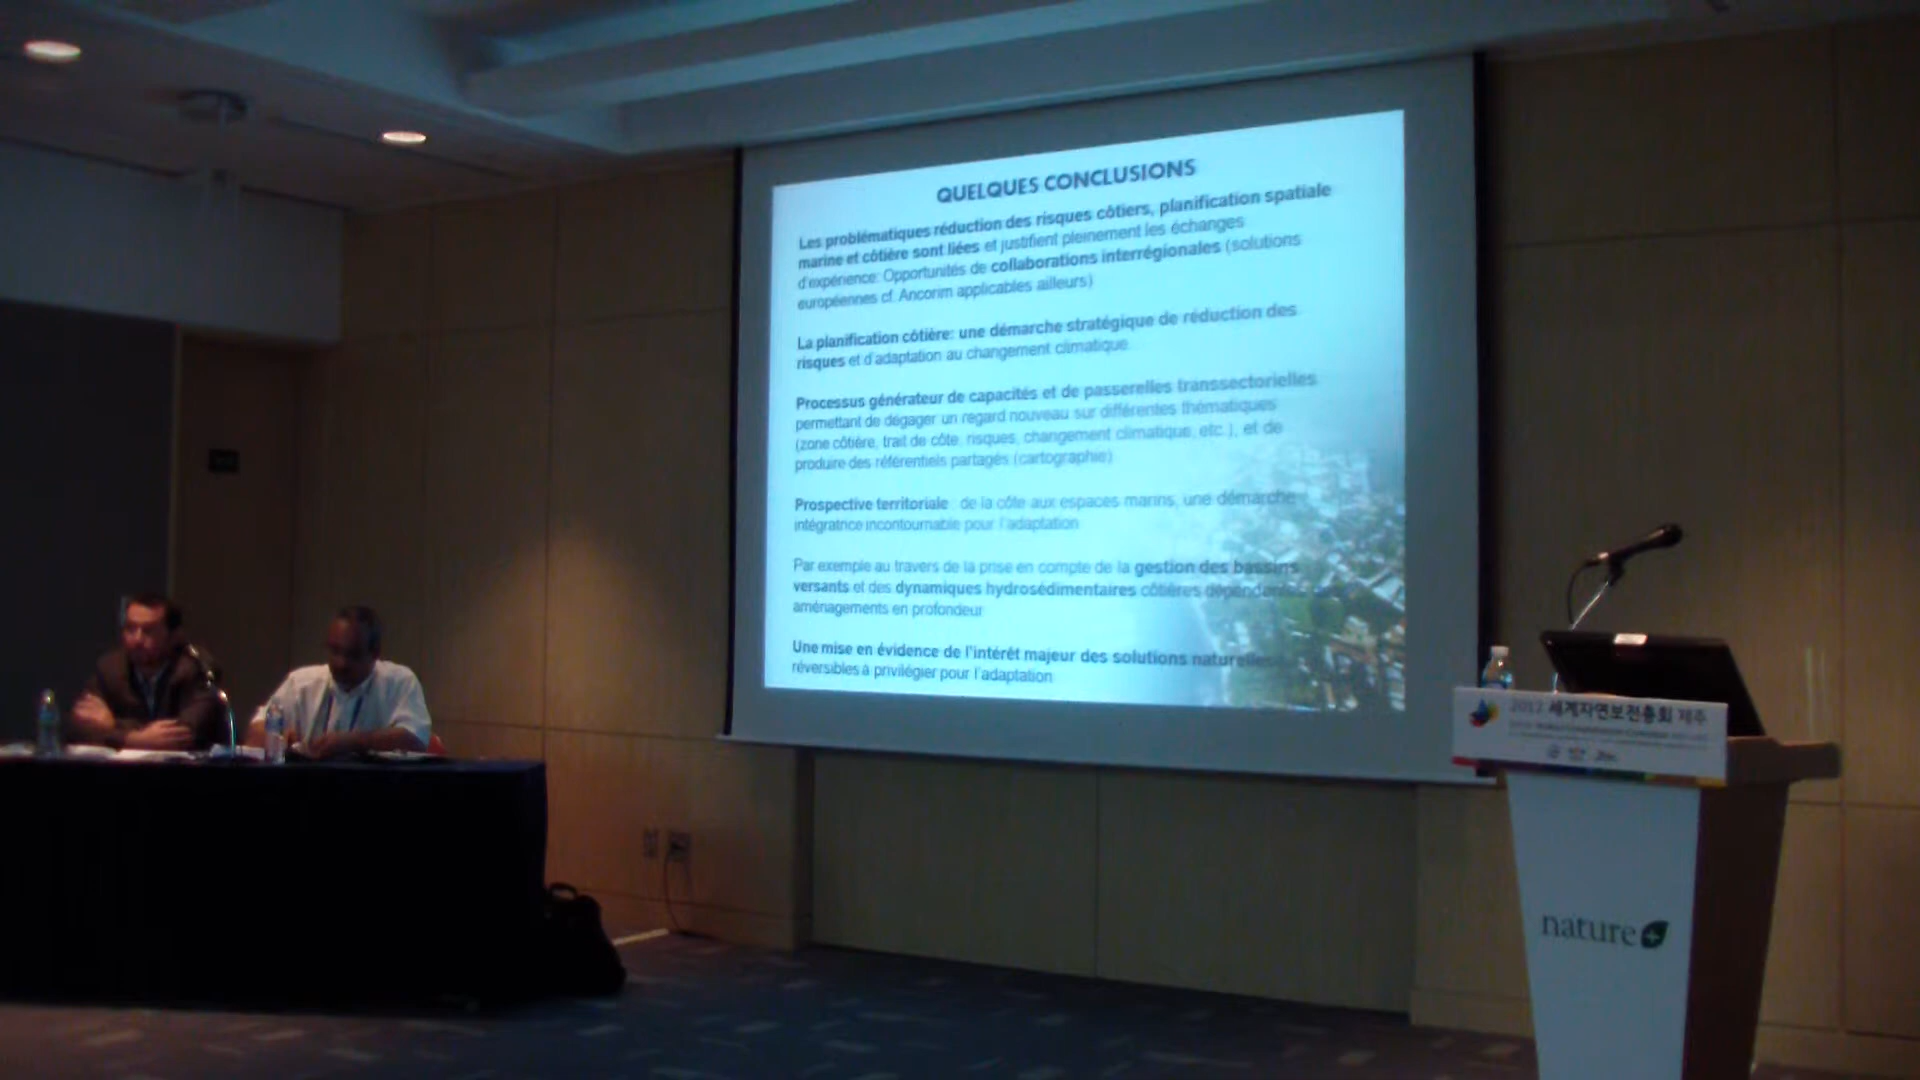 QUELQUES CONCLUSIONS
Les problématiques réduction des risques côtiers, planification spatiale
marine et côtière sont liées et justifient pleinement les échanges
d'expérience: Opportunités de collaborations interrégionales (solutions
européennes cf. Ancorim applicables ailleurs)
La planification côtière: une démarche stratégique de réduction des
risques et d'adaptation au changement climatique.
Processus générateur de capacités et de passerelles transsectorielles
permettant de dégager un regard nouveau sur différentes thématiques
(zone côtière, trait de côte, risques, changement climatique, etc.), et de
produire des référentiels partagés (cartographie)
Prospective territoriale : de la côte aux espaces marins, une démarche
intégratrice incontournable pour l'adaptation
Par exemple au travers de la prise en compte de la gestion des bassins
versants et des dynamiques hydrosédimentaires côtières
aménagements en profondeur
Une mise en évidence de l'intérêt majeur des solutions naturelles
réversibles à privilégier pour l'adaptation
2012 세계자연보전총회 제주
nature+